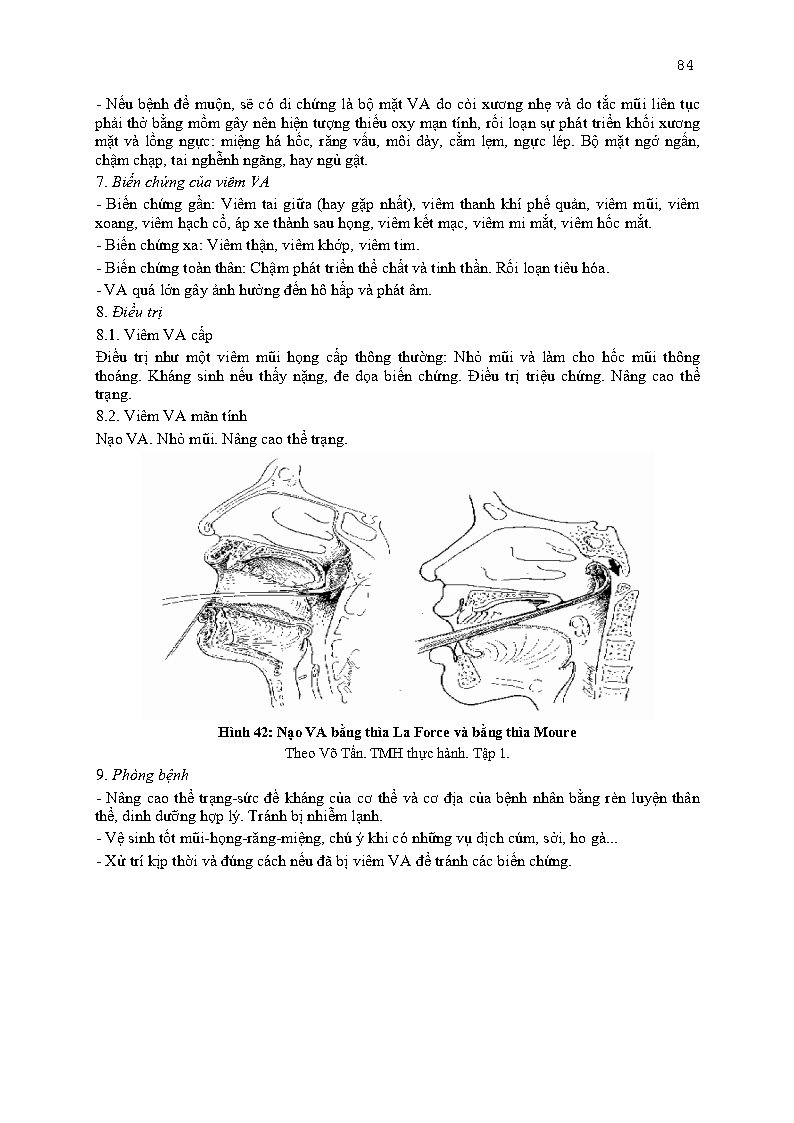 84
- Nếu bệnh để muộn, sẽ có di chứng là bộ mặt VA do còi xương nhẹ và do tắc mũi liên tục
phải thở bằng mồm gây nên hiện tượng thiếu oxy mạn tính, rối loạn sự phát triển khối xương
mặt và lồng ngực: miệng há hốc, răng vẩu, môi dày, cằm lẹm, ngực lép. Bộ mặt ngớ ngẩn,
chậm chạp, tai nghễnh ngãng, hay ngủ gật.
7. Biến chứng của viêm VA
- Biến chứng gần: Viêm tai giữa (hay gặp nhất), viêm thanh khí phế quản, viêm mũi, viêm
xoang, viêm hạch cổ, áp xe thành sau họng, viêm kết mạc, viêm mi mắt, viêm hốc mắt.
- Biến chứng xa: Viêm thận, viêm khớp, viêm tim.
- Biến chứng toàn thân: Chậm phát triển thể chất và tinh thần. Rối loạn tiêu hóa.
- VA quá lớn gây ảnh hưởng đến hô hấp và phát âm.
8. Điều trị
8.1. Viêm VA cấp
Điều trị như một viêm mũi họng cấp thông thường: Nhỏ mũi và làm cho hốc mũi thông
thoáng. Kháng sinh nếu thấy nặng, đe dọa biến chứng. Điều trị triệu chứng. Nâng cao thể
trạng.
8.2. Viêm VA mãn tính
Nạo VA. Nhỏ mũi. Nâng cao thể trạng.
Hình 42: Nạo VA bằng thìa La Force và bằng thìa Moure
Theo Võ Tấn. TMH thực hành. Tập 1.
9. Phòng bệnh
- Nâng cao thể trạng-sức đề kháng của cơ thể và cơ địa của bệnh nhân bằng rèn luyện thân
thể, dinh dưỡng hợp lý. Tránh bị nhiễm lạnh.
- Vệ sinh tốt mũi-họng-răng-miệng, chú ý khi có những vụ dịch cúm, sởi, ho gà...
- Xử trí kịp thời và đúng cách nếu đã bị viêm VA để tránh các biến chứng.